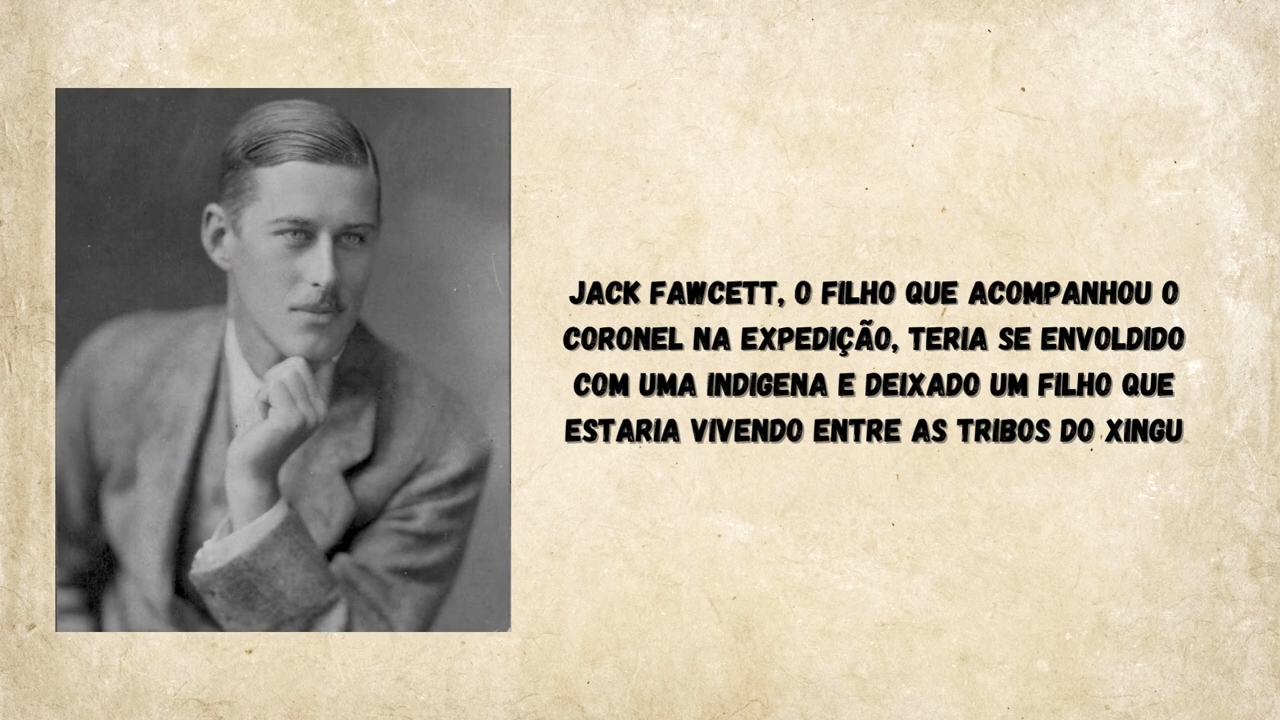 JACK FAWCETT, O FILHO QUE ACOMPANHOU O
CORONEL NA EXPEDIÇÃO, TERIA SE ENVOLDIDO
COM UMA INDIGENA E DEIXADO UM FILHO QUE
ESTARIA VIVENDO ENTRE AS TRIBOS DO XINGU